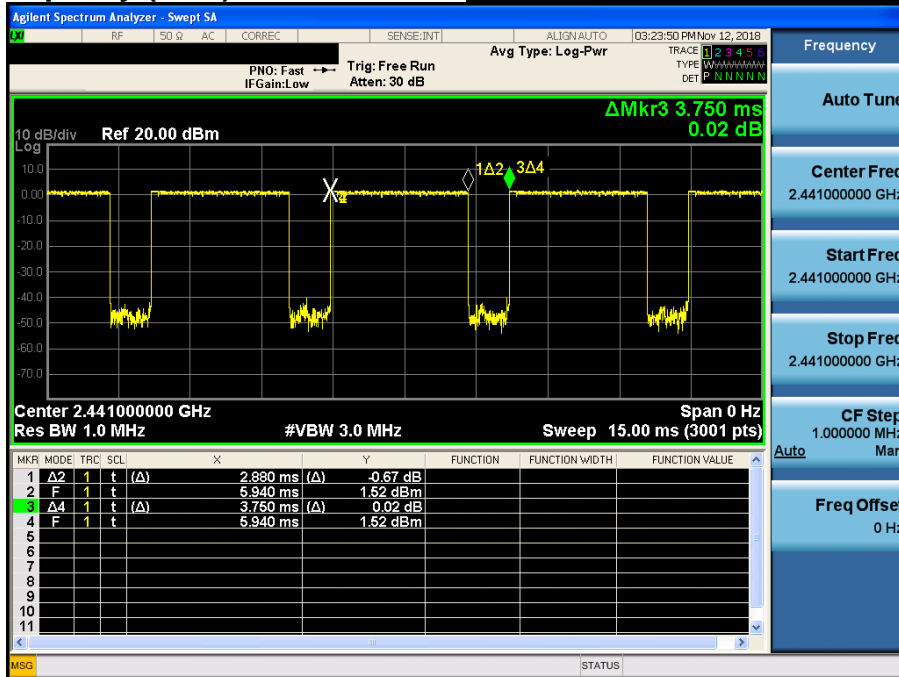 Agilent Spectrum Analyzer - Swept SA
LXI RF 50 Ω AC CORREC SENSE:INT ALIGN AUTO 03:23:50 PM Nov 12, 2018
Avg Type: Log-Pwr TRACE 1 2 3 4 5 6
PNO: Fast Trig: Free Run TYPE WWWWWW
IFGain:Low Atten: 30 dB DET P N N N N N
ΔMkr3 3.750 ms
0.02 dB
10 dB/div Ref 20.00 dBm
Log
10.0
0.00
-10.0
-20.0
-30.0
-40.0
-50.0
-60.0
-70.0
1Δ2 3Δ4
X4
Center 2.441000000 GHz Span 0 Hz
Res BW 1.0 MHz #VBW 3.0 MHz Sweep 15.00 ms (3001 pts)
MKR MODE TRC SCL X Y FUNCTION FUNCTION WIDTH FUNCTION VALUE
1 Δ2 1 t (Δ) 2.880 ms (Δ) -0.67 dB
2 F 1 t 5.940 ms 1.52 dBm
3 Δ4 1 t (Δ) 3.750 ms (Δ) 0.02 dB
4 F 1 t 5.940 ms 1.52 dBm
5
6
7
8
9
10
11
MSG STATUS
Frequency
Auto Tune
Center Freq
2.441000000 GHz
Start Freq
2.441000000 GHz
Stop Freq
2.441000000 GHz
CF Step
1.000000 MHz
Auto Man
Freq Offset
0 Hz